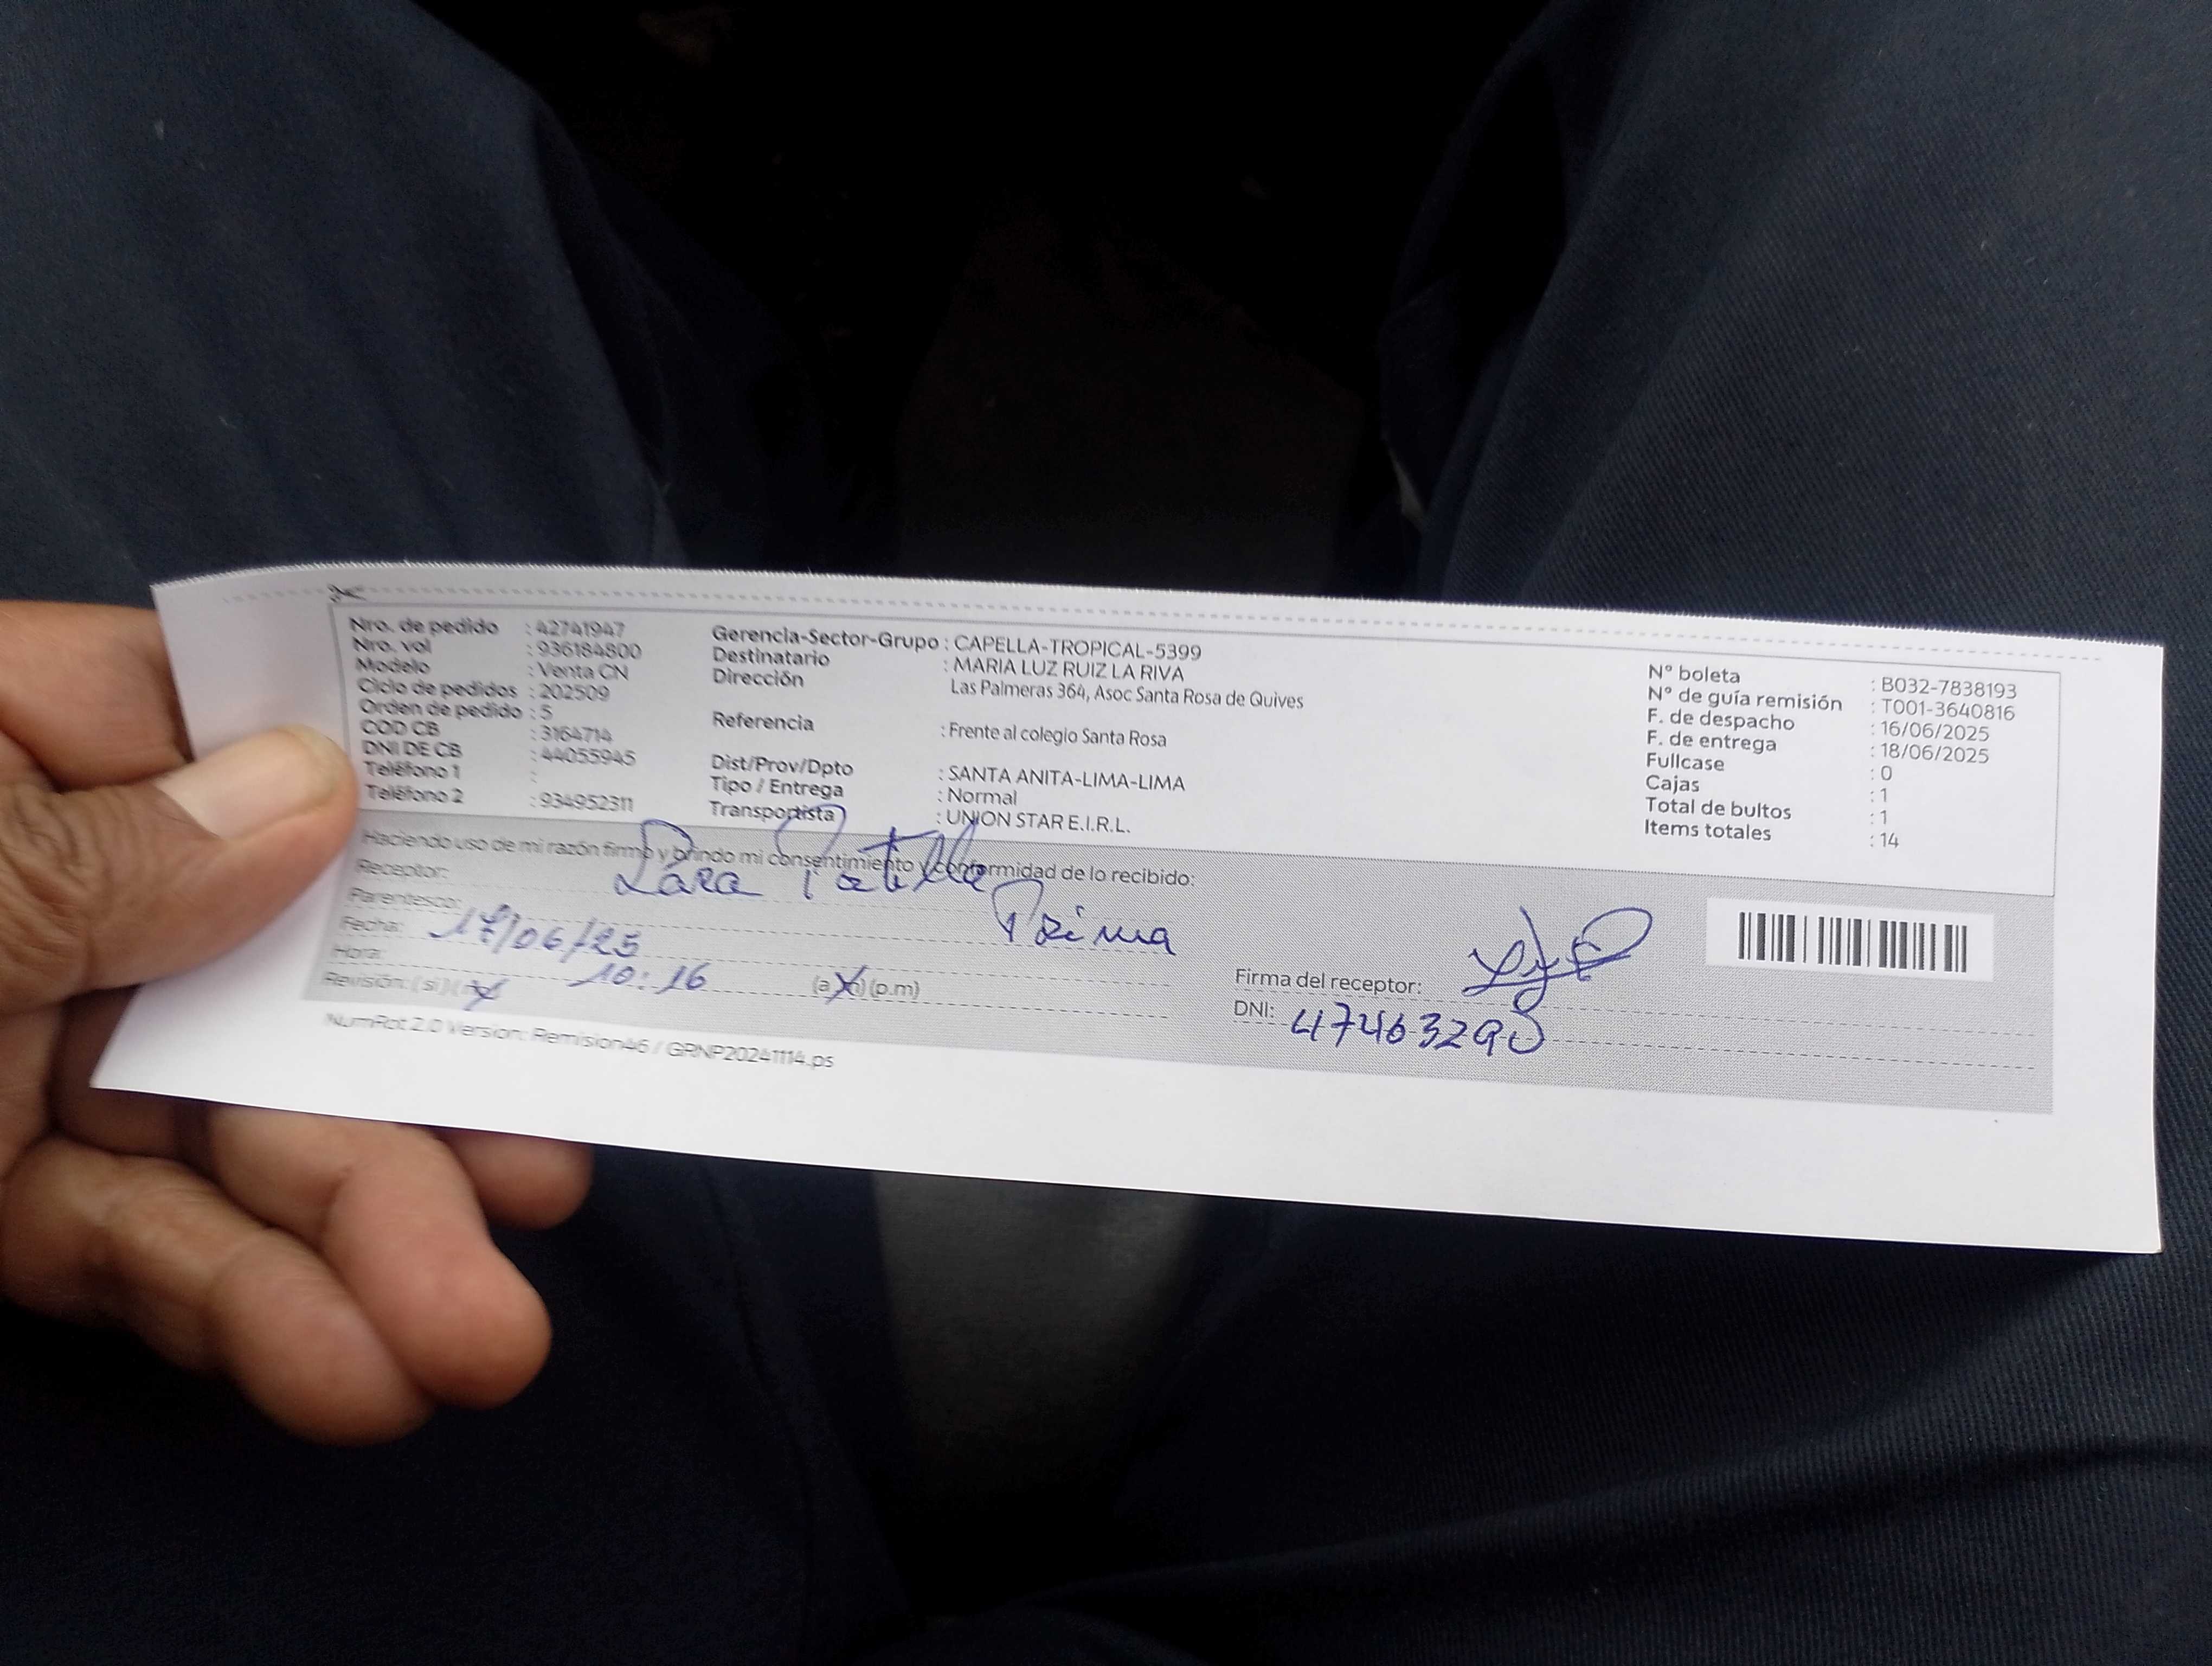 Nro. de pedido : 42741947
Nro. vol : 936184800
Modelo : Venta CN
Ciclo de pedidos : 202509
Orden de pedido : 5
COD CB : 3164714
DNI DE CB : 44055945
Teléfono 1 :
Teléfono 2 : 934952311
Gerencia-Sector-Grupo : CAPELLA-TROPICAL-5399
Destinatario : MARIA LUZ RUIZ LA RIVA
Dirección Las Palmeras 364, Asoc Santa Rosa de Quives
Referencia : Frente al colegio Santa Rosa
Dist/Prov/Dpto : SANTA ANITA-LIMA-LIMA
Tipo / Entrega : Normal
Transportista : UNION STAR E.I.R.L.
N° boleta : B032-7838193
N° de guía remisión : T001-3640816
F. de despacho : 16/06/2025
F. de entrega : 18/06/2025
Fullcase : 0
Cajas : 1
Total de bultos : 1
Items totales : 14
Haciendo uso de mi razón firmo y brindo mi consentimiento y conformidad de lo recibido:
Receptor: Lara
Parentesco: Prima
Fecha: 17/06/25
Hora: 10:16 (a.m) (p.m)
Revisión: (si)
Firma del receptor:
DNI: 47463290
NumRot 2.0 Version: Remision46 / GRNP20241114.ps